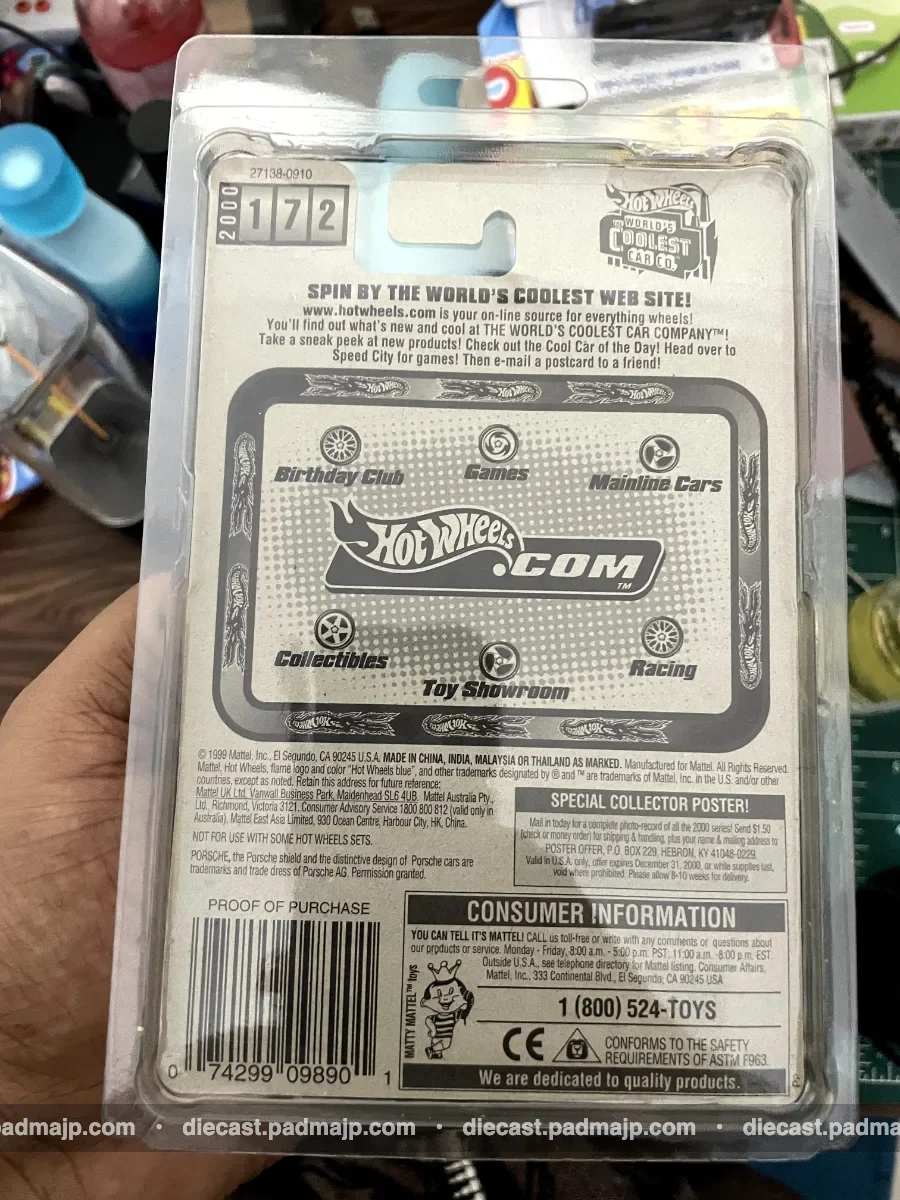 27138-0910
2000 172
Hot Wheels
THE WORLD'S
COOLEST
CAR CO.
SPIN BY THE WORLD'S COOLEST WEB SITE!
www.hotwheels.com is your on-line source for everything wheels!
You'll find out what's new and cool at THE WORLD'S COOLEST CAR COMPANY™!
Take a sneak peek at new products! Check out the Cool Car of the Day! Head over to
Speed City for games! Then e-mail a postcard to a friend!
Hot Wheels Hot Wheels Hot Wheels
Birthday Club Games Mainline Cars
Hot Wheels .COM™
Collectibles Toy Showroom Racing
© 1999 Mattel, Inc., El Segundo, CA 90245 U.S.A. MADE IN CHINA, INDIA, MALAYSIA OR THAILAND AS MARKED. Manufactured for Mattel. All Rights Reserved.
Mattel, Hot Wheels, flame logo and color "Hot Wheels blue", and other trademarks designated by ® and ™ are trademarks of Mattel, Inc. in the U.S. and/or other
countries, except as noted. Retain this address for future reference:
Mattel UK Ltd. Vanwall Business Park, Maidenhead SL6 4UB. Mattel Australia Pty.,
Ltd. Richmond, Victoria 3121. Consumer Advisory Service 1800 800 812 (valid only in
Australia), Mattel East Asia Limited, 930 Ocean Centre, Harbour City, HK, China.
NOT FOR USE WITH SOME HOT WHEELS SETS.
PORSCHE, the Porsche shield and the distinctive design of Porsche cars are
trademarks and trade dress of Porsche AG. Permission granted.
SPECIAL COLLECTOR POSTER!
Mail in today for a complete photo-record of all the 2000 series! Send $1.50
(check or money order) for shipping & handling, plus your name & mailing address to
POSTER OFFER, P.O. BOX 229, HEBRON, KY 41048-0229.
Valid in U.S.A. only, offer expires December 31, 2000, or while supplies last,
void where prohibited. Please allow 8-10 weeks for delivery.
PROOF OF PURCHASE
0 74299 09890 1
CONSUMER INFORMATION
YOU CAN TELL IT'S MATTEL! CALL us toll-free or write with any comments or questions about
our products or service. Monday - Friday, 8:00 a.m. - 5:00 p.m. PST; 11:00 a.m. -8:00 p.m. EST.
Outside U.S.A., see telephone directory for Mattel listing. Consumer Affairs,
Mattel, Inc., 333 Continental Blvd., El Segundo, CA 90245 USA
MATTY MATTEL™ toys
1 (800) 524-TOYS
CE
CONFORMS TO THE SAFETY
REQUIREMENTS OF ASTM F963.
We are dedicated to quality products.
diecast.padmajp.com • diecast.padmajp.com